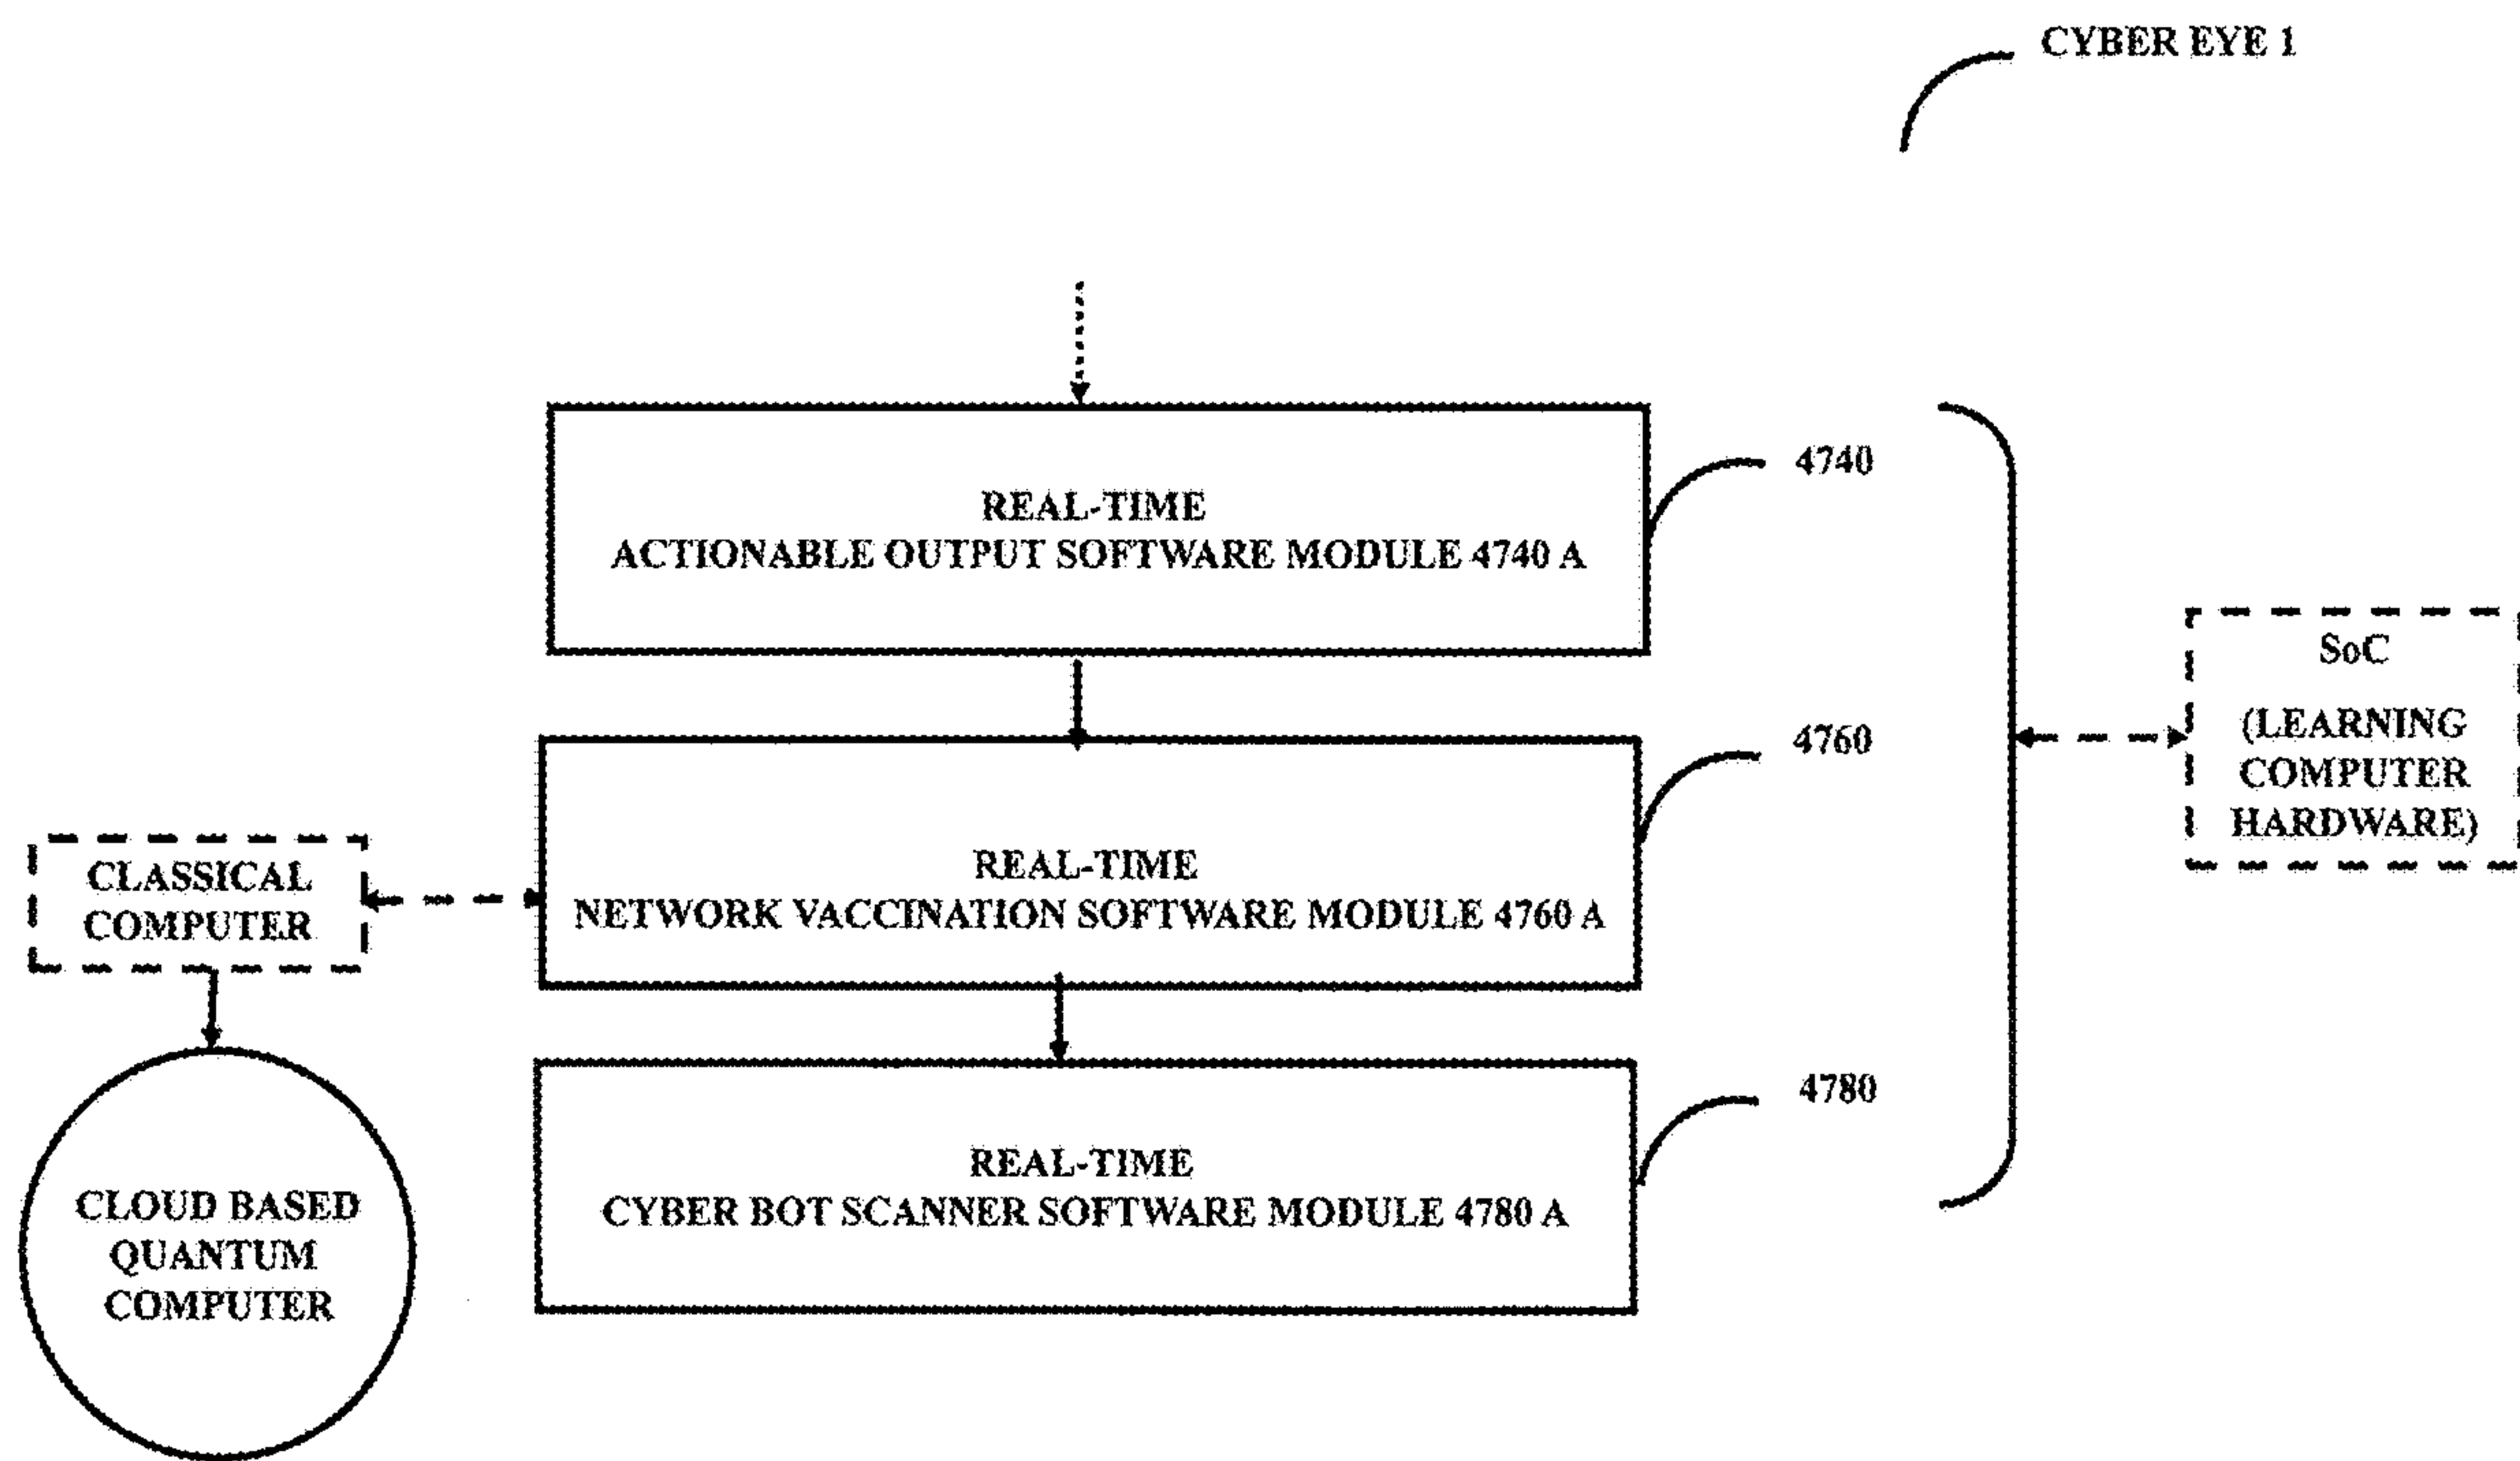 CYBER EYE 1
REAL-TIME
ACTIONABLE OUTPUT SOFTWARE MODULE 4740 A
4740
REAL-TIME
NETWORK VACCINATION SOFTWARE MODULE 4760 A
4760
SoC
(LEARNING
COMPUTER
HARDWARE)
CLASSICAL
COMPUTER
REAL-TIME
CYBER BOT SCANNER SOFTWARE MODULE 4780 A
4780
CLOUD BASED
QUANTUM
COMPUTER